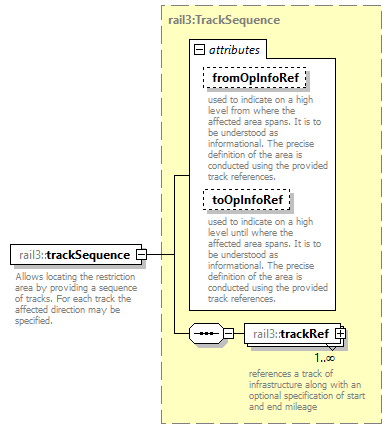 rail3:TrackSequence
attributes
fromOpInfoRef
used to indicate on a high
level from where the
affected area spans. It is to
be understood as
informational. The precise
definition of the area is
conducted using the provided
track references.
toOpInfoRef
used to indicate on a high
level until where the
affected area spans. It is to
be understood as
informational. The precise
definition of the area is
conducted using the provided
track references.
rail3::trackSequence
Allows locating the restriction
area by providing a sequence
of tracks. For each track the
affected direction may be
specified.
rail3::trackRef
1..∞
references a track of
infrastructure along with an
optional specification of start
and end mileage